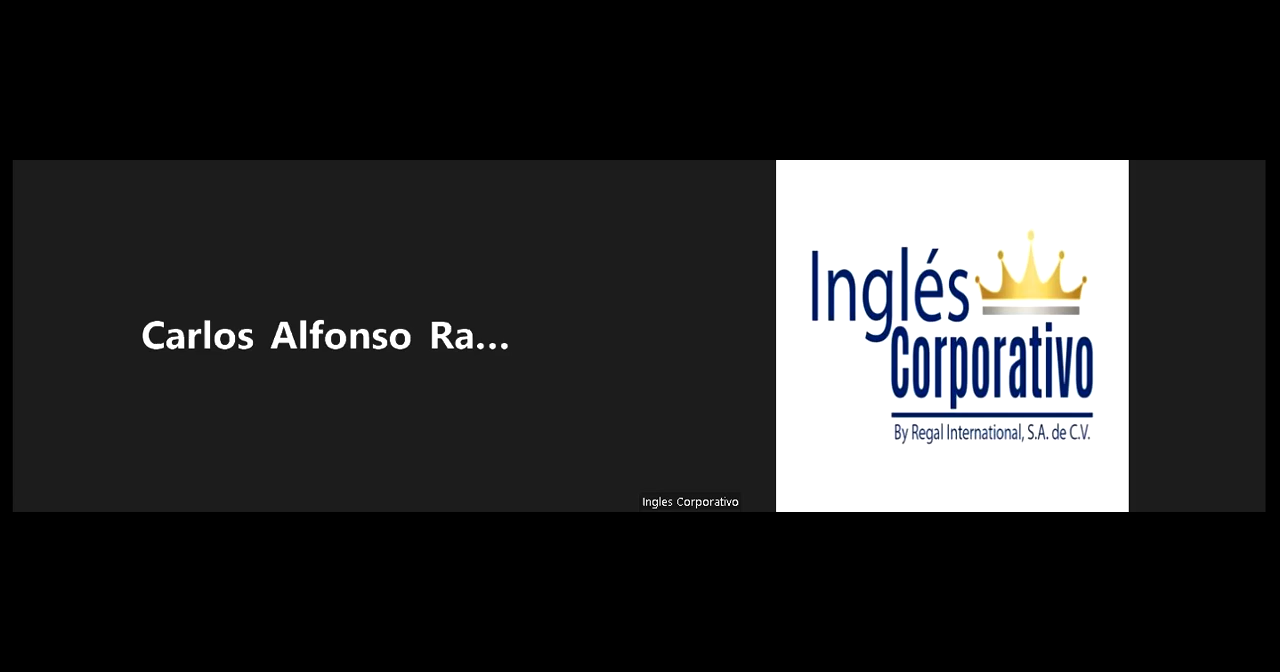 Carlos Alfonso Ra...
Inglés
Corporativo
By Regal International, S.A. de C.V.
Ingles Corporativo